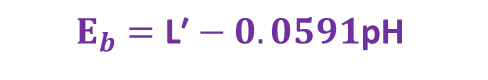 E_b = L′ − 0.0591pH